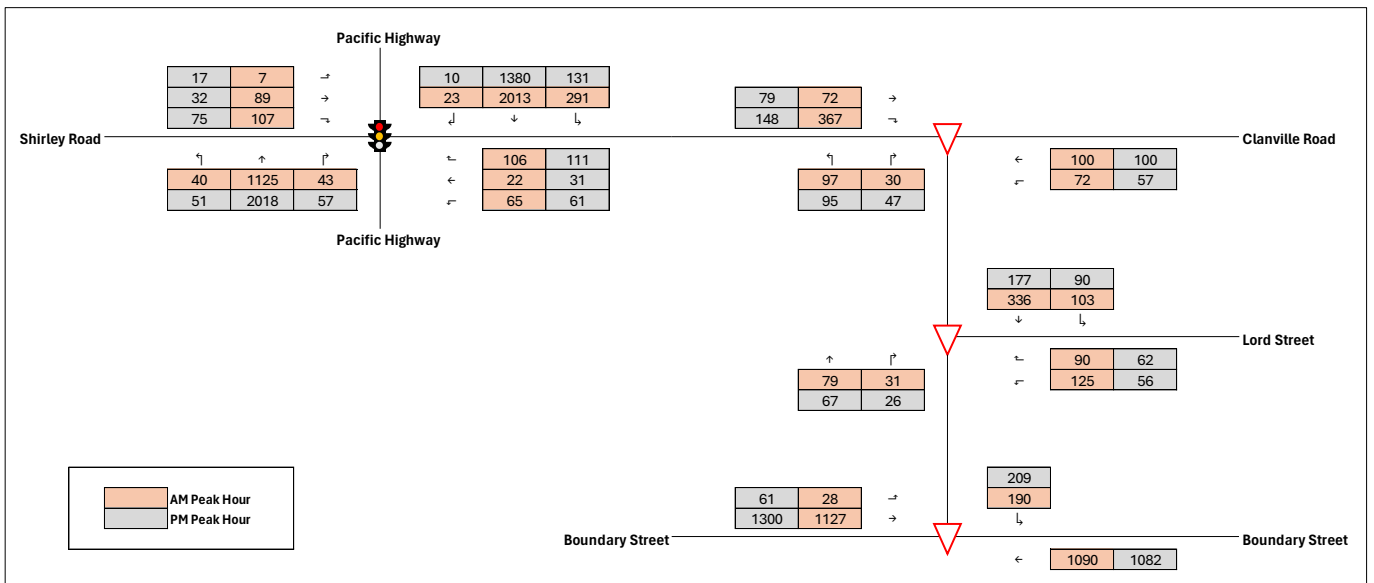 Pacific Highway
17 7
32 89
75 107
10 1380 131
23 2013 291
79 72
148 367
Shirley Road
Clanville Road
40 1125 43
51 2018 57
106 111
22 31
65 61
97 30
95 47
100 100
72 57
Pacific Highway
177 90
336 103
Lord Street
79 31
67 26
90 62
125 56
AM Peak Hour
PM Peak Hour
61 28
1300 1127
209
190
Boundary Street
Boundary Street
1090 1082